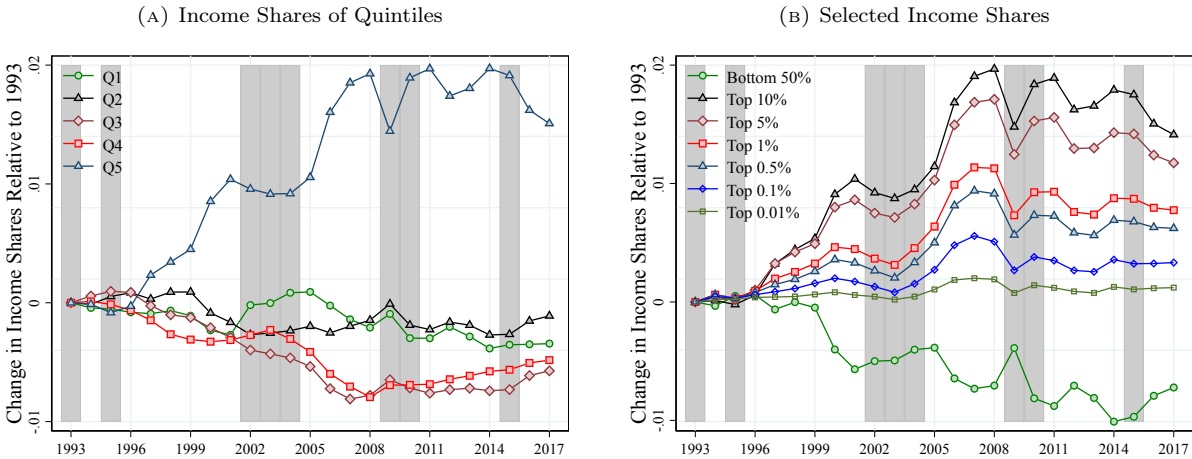 (A) Income Shares of Quintiles
Change in Income Shares Relative to 1993
.02
.01
0
-.01
Q1
Q2
Q3
Q4
Q5
1993 1996 1999 2002 2005 2008 2011 2014 2017
(B) Selected Income Shares
Change in Income Shares Relative to 1993
.02
.01
0
-.01
Bottom 50%
Top 10%
Top 5%
Top 1%
Top 0.5%
Top 0.1%
Top 0.01%
1993 1996 1999 2002 2005 2008 2011 2014 2017